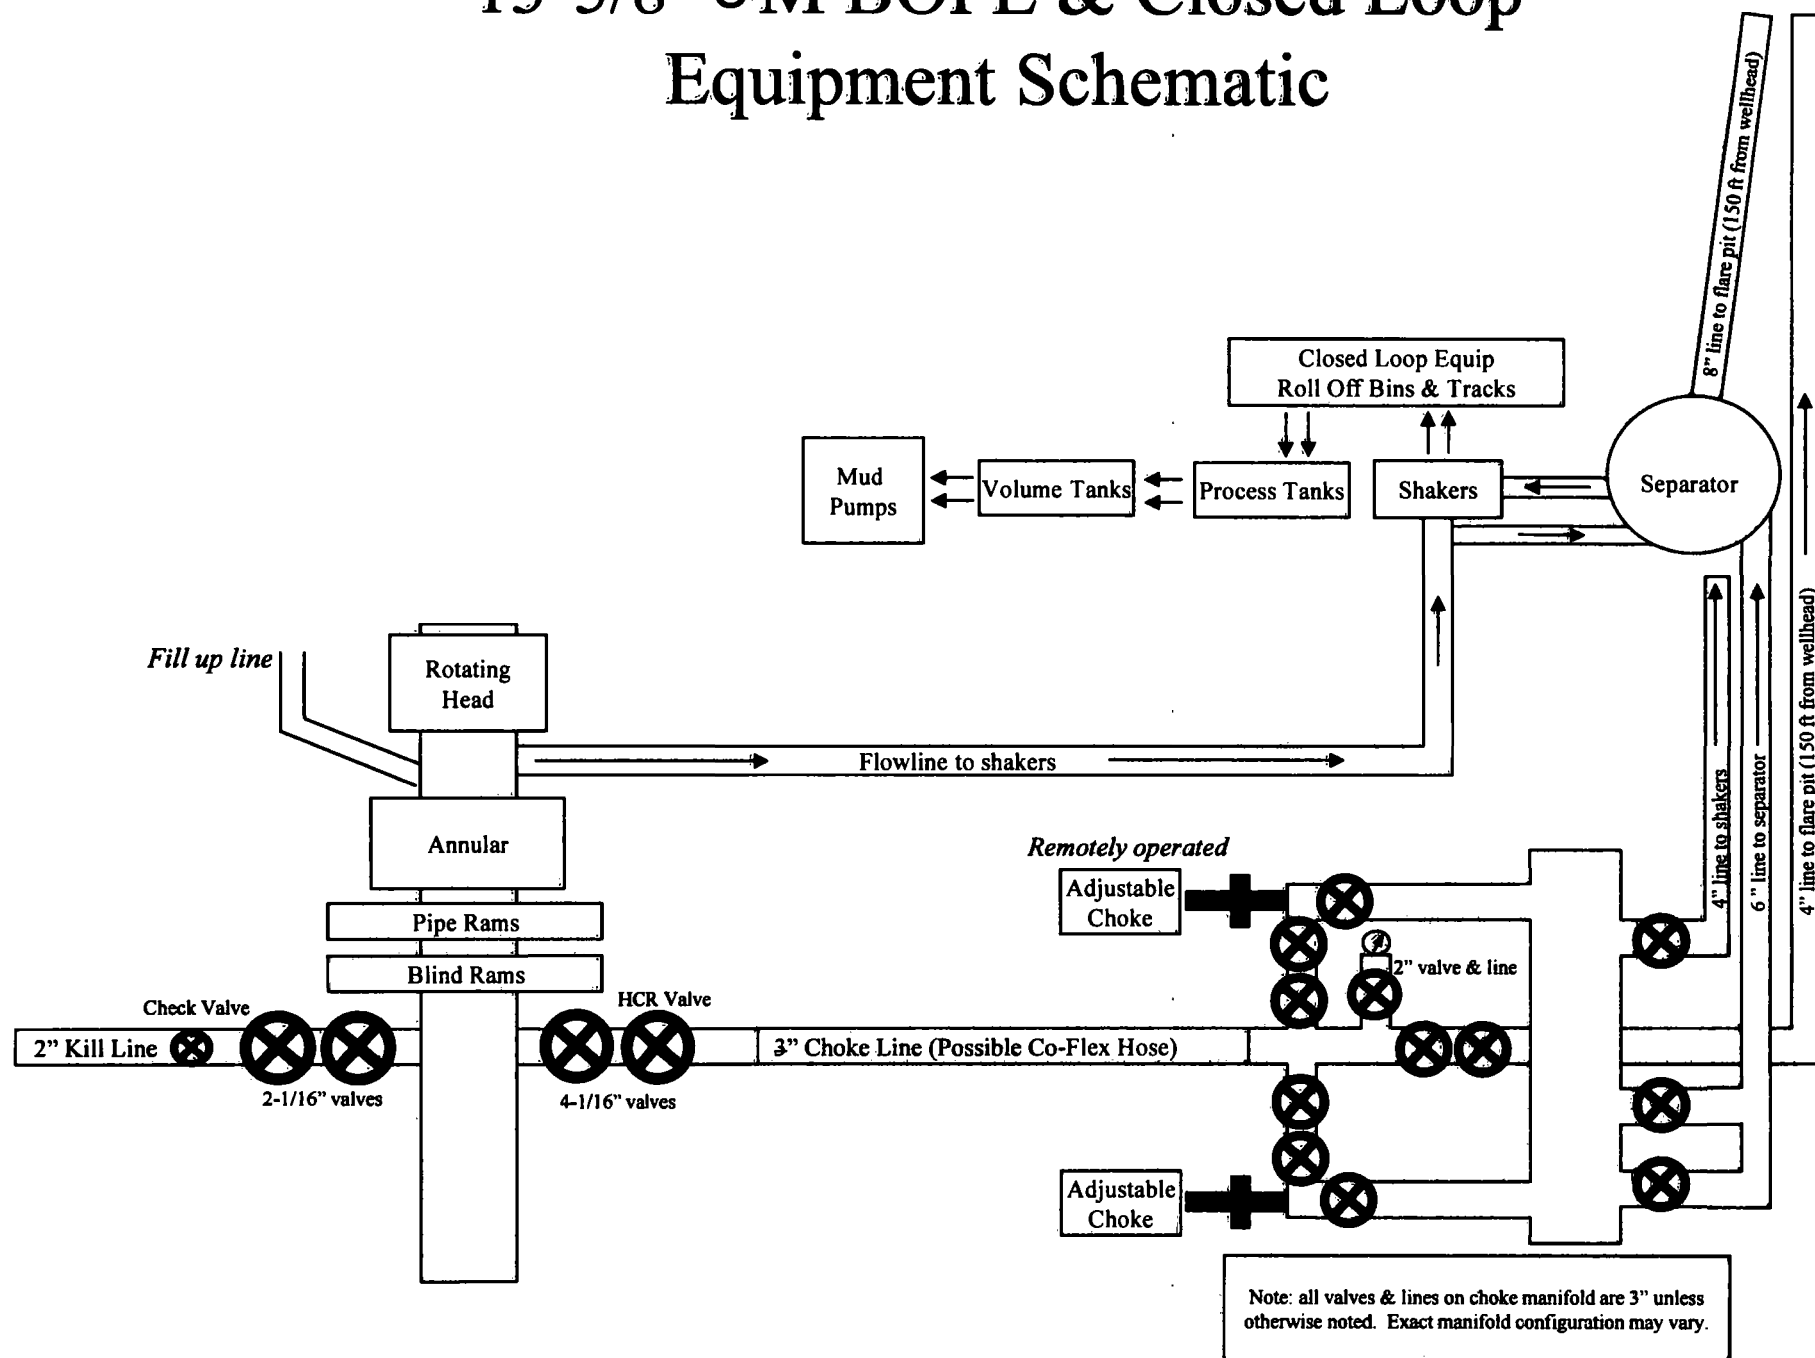 BOPE & Closed Loop
Equipment Schematic
8" line to flare pit (150 ft from wellhead)
Closed Loop Equip
Roll Off Bins & Tracks
Mud
Pumps
Volume Tanks
Process Tanks
Shakers
Separator
Fill up line
Rotating
Head
Flowline to shakers
4" line to shakers
6" line to separator
4" line to flare pit (150 ft from wellhead)
Annular
Remotely operated
Adjustable
Choke
Pipe Rams
Blind Rams
2" valve & line
Check Valve
HCR Valve
2" Kill Line
3" Choke Line (Possible Co-Flex Hose)
2-1/16" valves
4-1/16" valves
Adjustable
Choke
Note: all valves & lines on choke manifold are 3" unless
otherwise noted. Exact manifold configuration may vary.